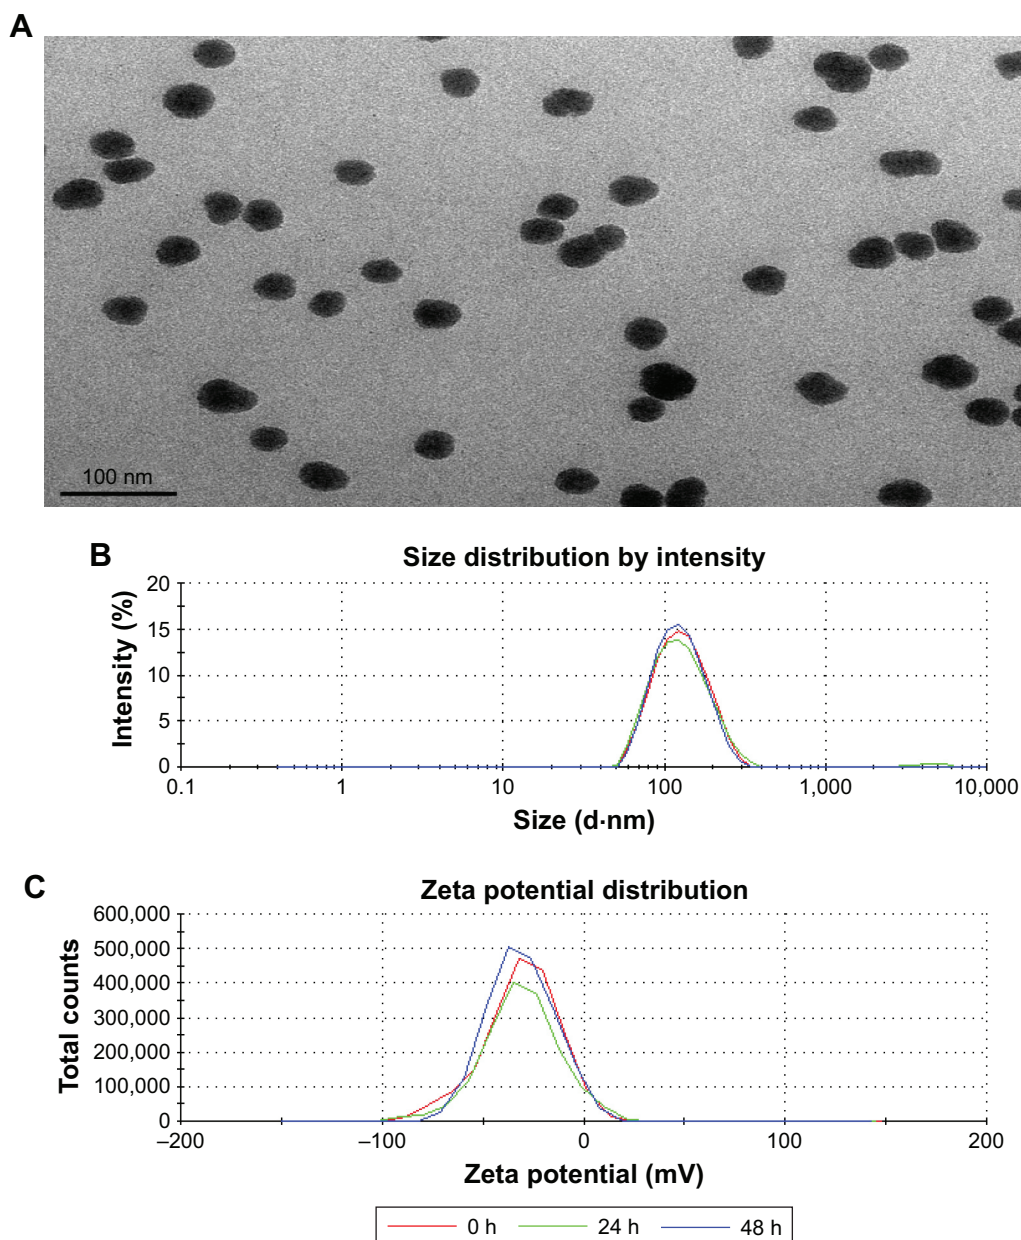 A
100 nm
B
Size distribution by intensity
Intensity (%)
20
15
10
5
0
0.1 1 10 100 1,000 10,000
Size (d·nm)
C
Zeta potential distribution
Total counts
600,000
500,000
400,000
300,000
200,000
100,000
0
–200 –100 0 100 200
Zeta potential (mV)
0 h 24 h 48 h